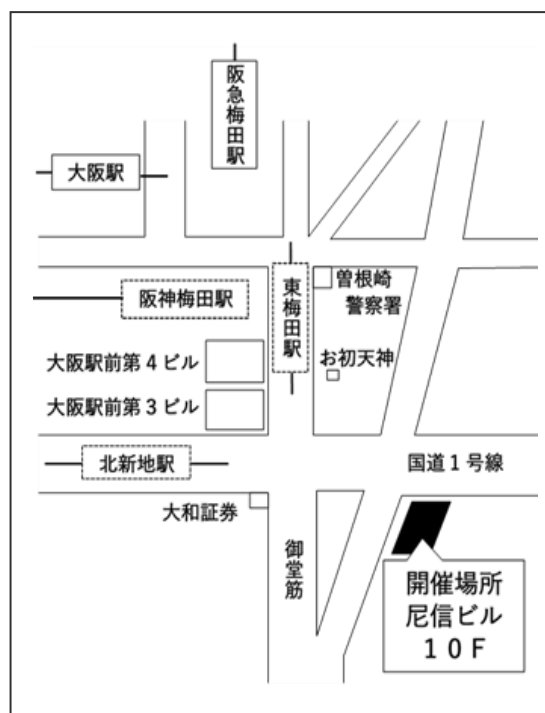 阪急梅田駅
大阪駅
曽根崎
警察署
東梅田駅
阪神梅田駅
大阪駅前第４ビル
お初天神
大阪駅前第３ビル
北新地駅
国道１号線
大和証券
御堂筋
開催場所
尼信ビル
１０Ｆ